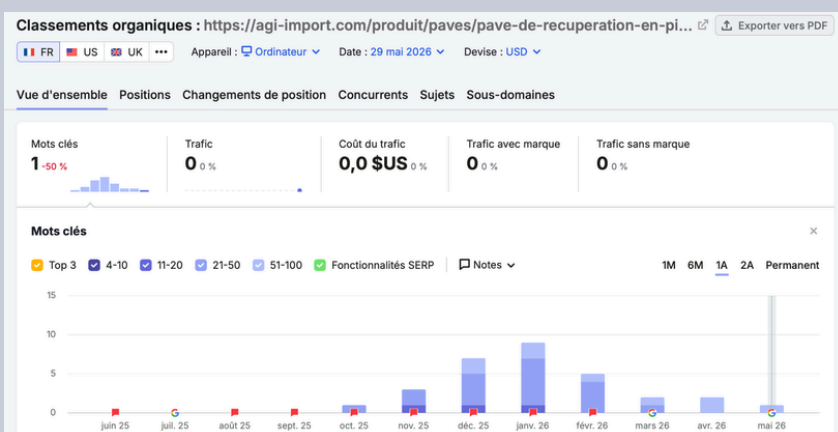 Classements organiques : https://agi-import.com/produit/paves/pave-de-recuperation-en-pi... Exporter vers PDF
FR US UK ••• Appareil : Ordinateur Date : 29 mai 2026 Devise : USD
Vue d'ensemble Positions Changements de position Concurrents Sujets Sous-domaines
Mots clés Trafic Coût du trafic Trafic avec marque Trafic sans marque
1 -50 % 0 0 % 0,0 $US 0 % 0 0 % 0 0 %
Mots clés
Top 3 4-10 11-20 21-50 51-100 Fonctionnalités SERP Notes 1M 6M 1A 2A Permanent
15
10
5
0
juin 25 juil. 25 août 25 sept. 25 oct. 25 nov. 25 déc. 25 janv. 26 févr. 26 mars 26 avr. 26 mai 26